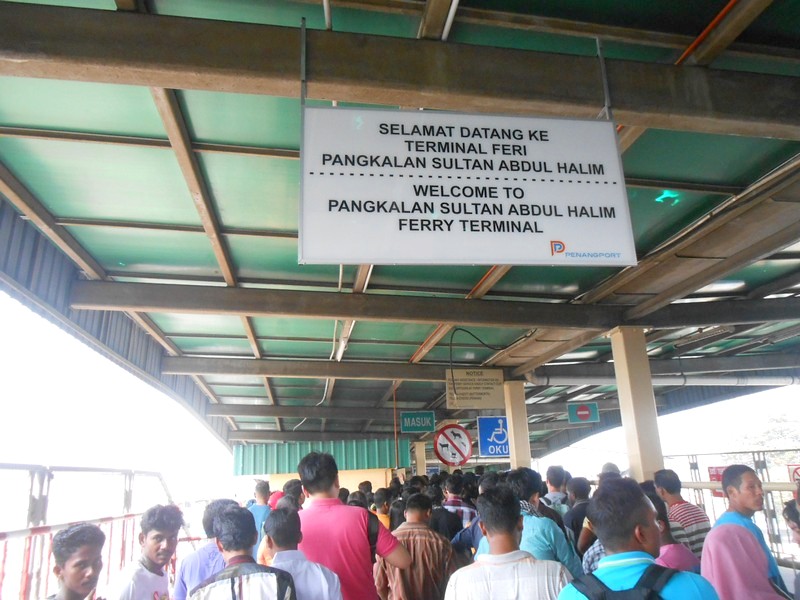 SELAMAT DATANG KE
TERMINAL FERI
PANGKALAN SULTAN ABDUL HALIM
WELCOME TO
PANGKALAN SULTAN ABDUL HALIM
FERRY TERMINAL
PENANGPORT
NOTICE
MASUK
OKU